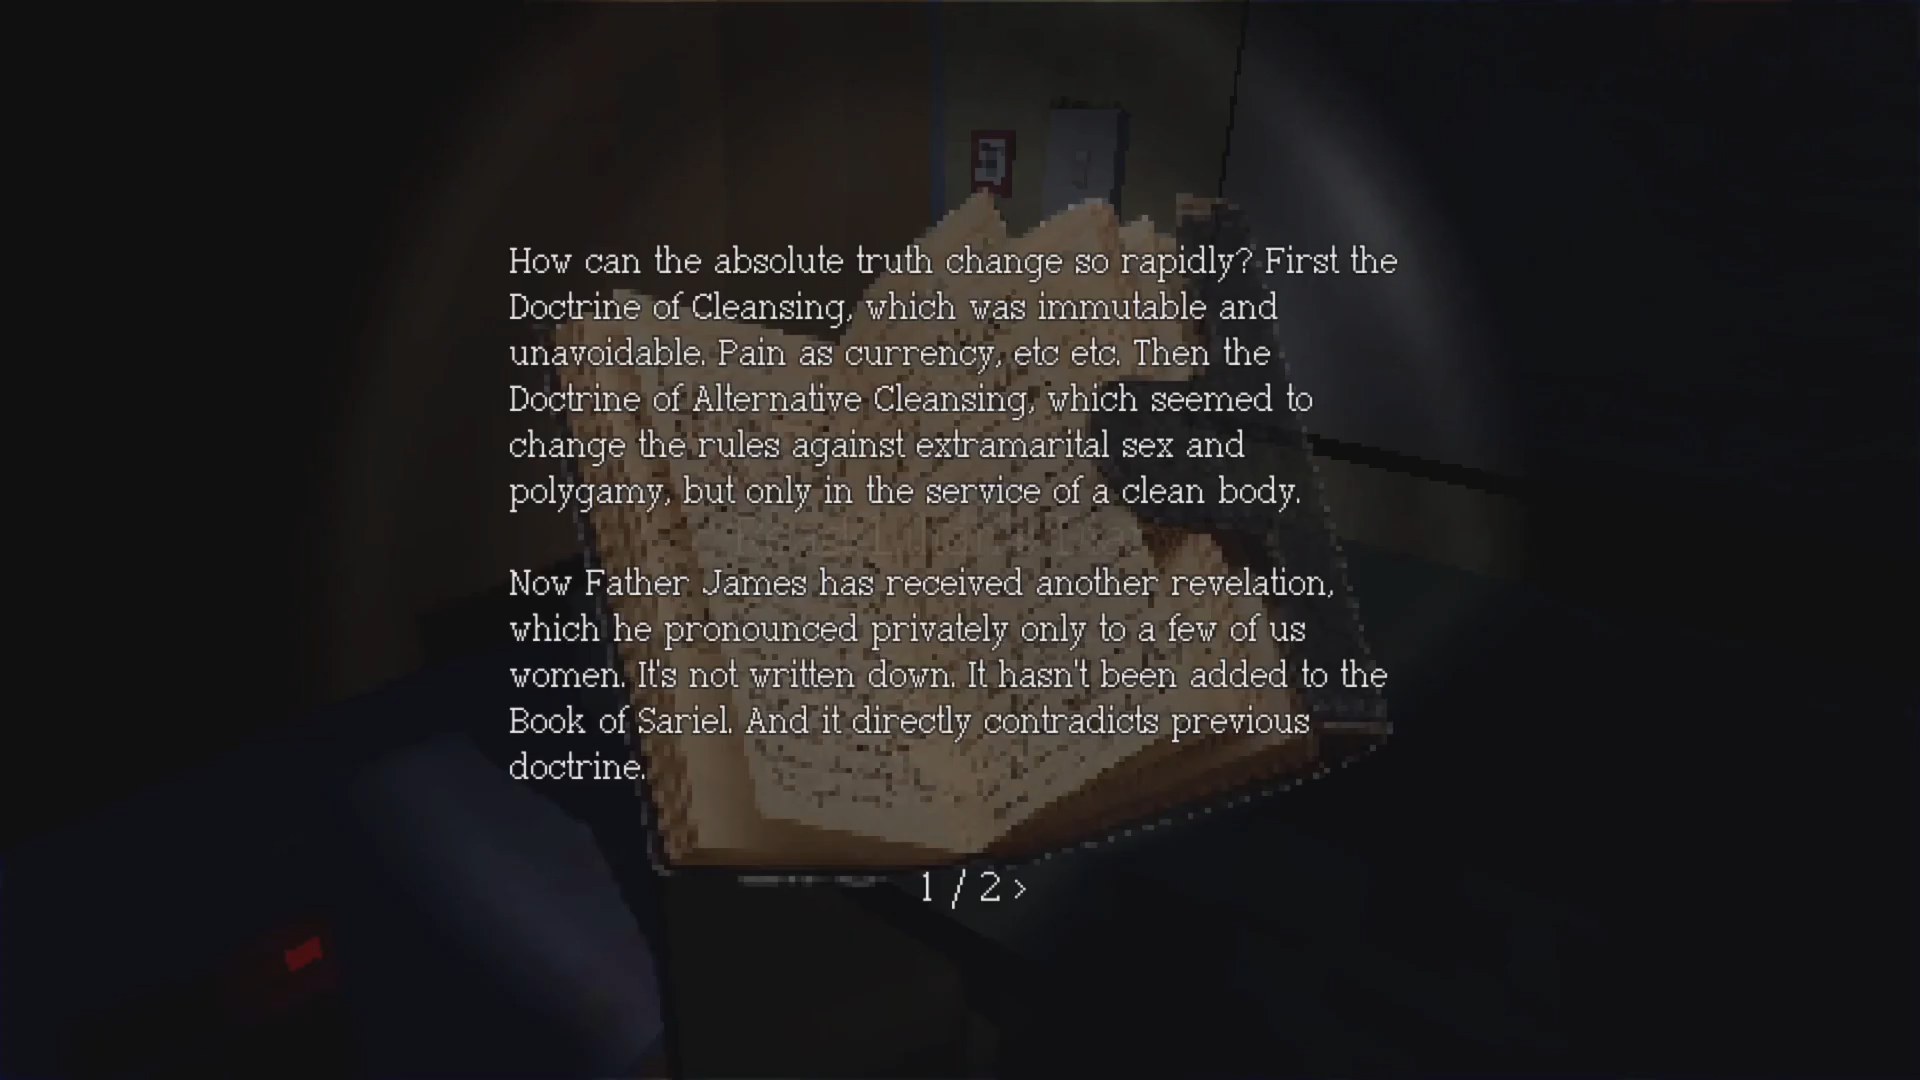 How can the absolute truth change so rapidly? First the
Doctrine of Cleansing, which was immutable and
unavoidable. Pain as currency, etc etc. Then the
Doctrine of Alternative Cleansing, which seemed to
change the rules against extramarital sex and
polygamy, but only in the service of a clean body.
Now Father James has received another revelation,
which he pronounced privately only to a few of us
women. It's not written down. It hasn't been added to the
Book of Sariel. And it directly contradicts previous
doctrine.
1 / 2 >